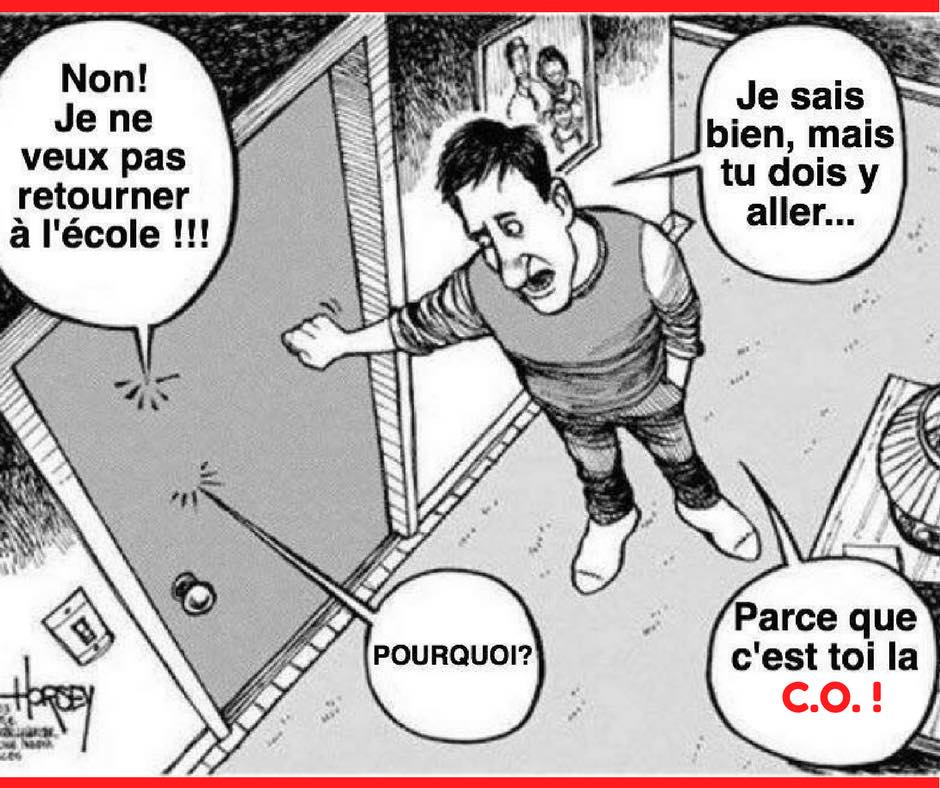 Non!
Je ne
veux pas
retourner
à l'école !!!
Je sais
bien, mais
tu dois y
aller...
POURQUOI?
Parce que
c'est toi la
C.O. !
HORSEY